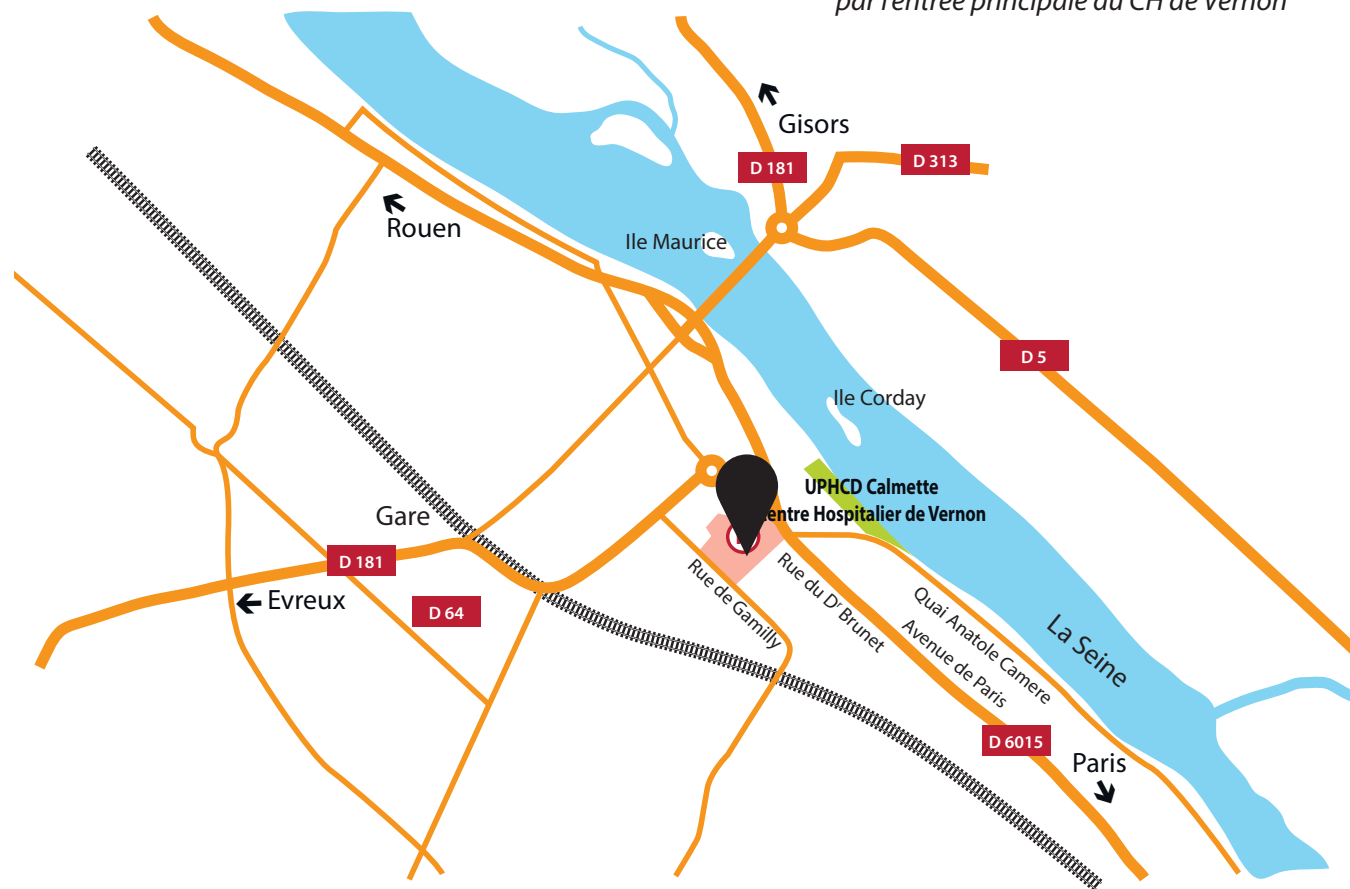 par l'entrée principale du CH de Vernon
Gisors
D 181
D 313
Rouen
Ile Maurice
D 5
Ile Corday
UPHCD Calmette
entre Hospitalier de Vernon
Gare
D 181
Evreux
D 64
Rue de Gamilly
Rue du Dr Brunet
Quai Anatole Camere
Avenue de Paris
La Seine
D 6015
Paris